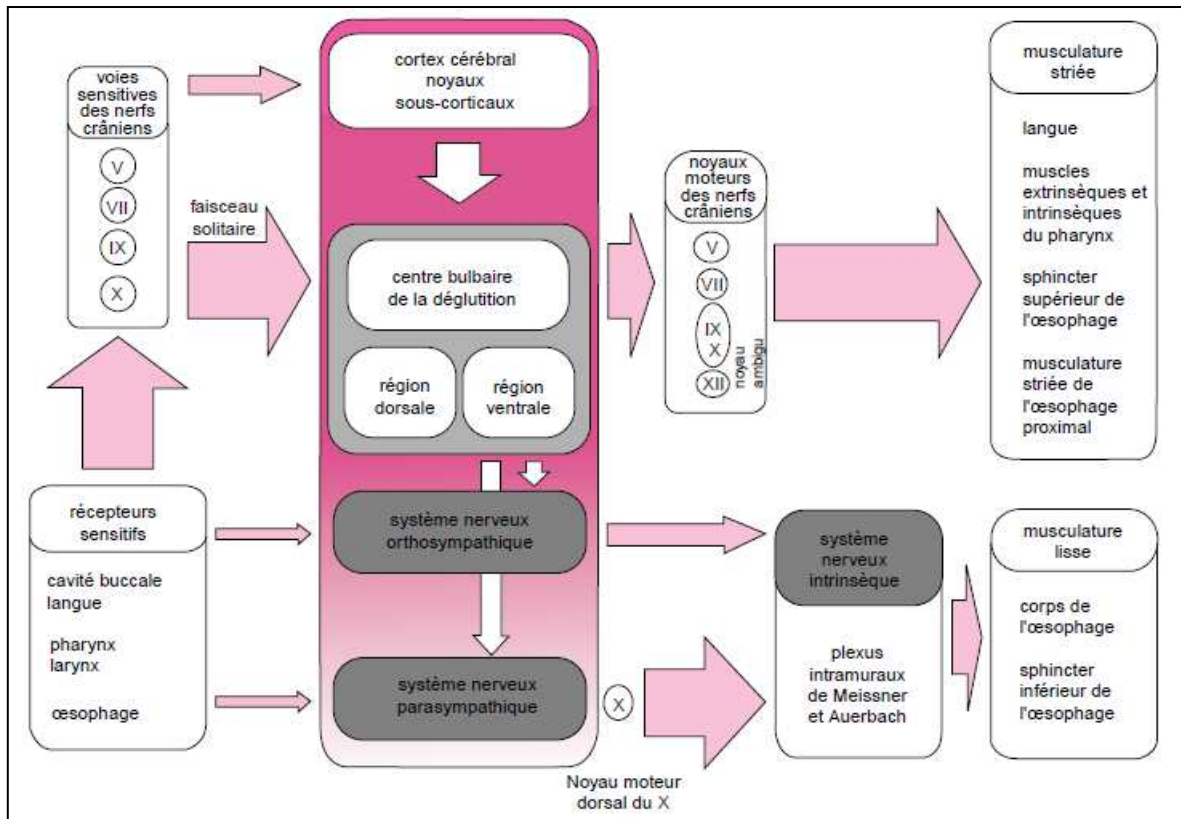 voies
sensitives
des nerfs
crâniens
V
VII
IX
X
faisceau
solitaire
récepteurs
sensitifs
cavité buccale
langue
pharynx
larynx
œsophage
cortex cérébral
noyaux
sous-corticaux
centre bulbaire
de la déglutition
région
dorsale
région
ventrale
système nerveux
orthosympathique
système nerveux
parasympathique
X
Noyau moteur
dorsal du X
noyaux
moteurs
des nerfs
crâniens
V
VII
IX
X
XII
noyau
ambigu
système
nerveux
intrinsèque
plexus
intramuraux
de Meissner
et Auerbach
musculature
striée
langue
muscles
extrinsèques et
intrinsèques
du pharynx
sphincter
supérieur de
l'œsophage
musculature
striée de
l'œsophage
proximal
musculature
lisse
corps de
l'œsophage
sphincter
inférieur de
l'œsophage